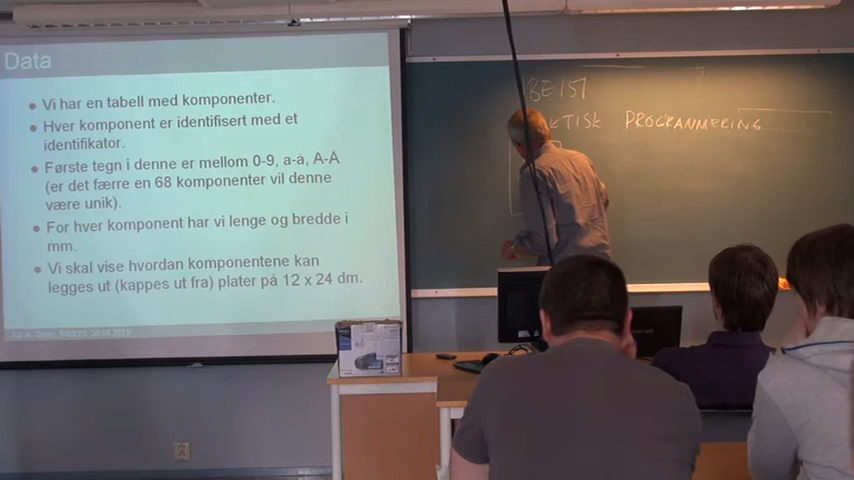 Data
Vi har en tabell med komponenter.
Hver komponent er identifisert med et
identifikator.
Første tegn i denne er mellom 0-9, a-å, A-Å
(er det færre en 68 komponenter vil denne
være unik).
For hver komponent har vi lenge og bredde i
mm.
Vi skal vise hvordan komponentene kan
legges ut (kappes ut fra) plater på 12 x 24 dm.
BE 157
KTISK PROGRAMMERING